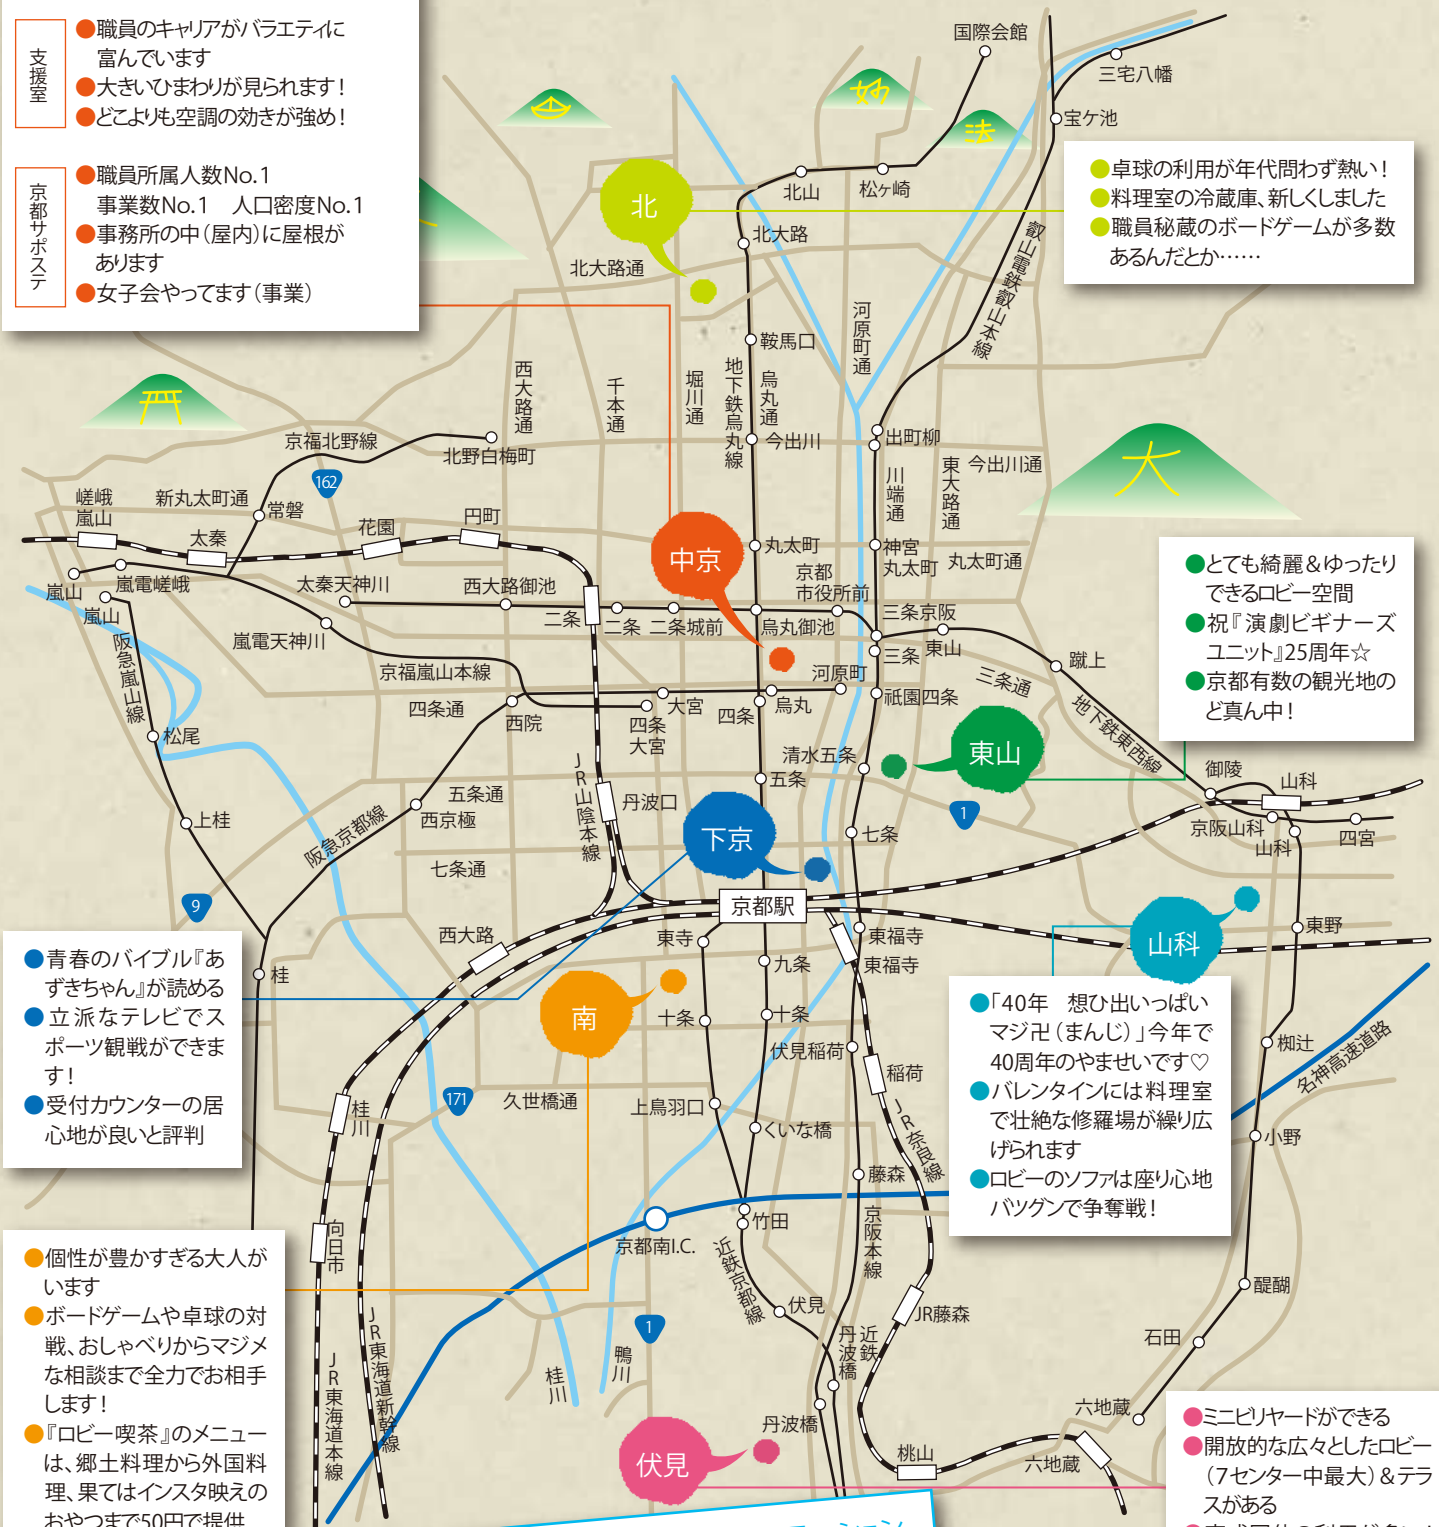 支援室
●職員のキャリアがバラエティに
富んでいます
●大きいひまわりが見られます！
●どこよりも空調の効きが強め！
京都サポステ
●職員所属人数No.1
事業数No.1　人口密度No.1
●事務所の中（屋内）に屋根が
あります
●女子会やってます（事業）
国際会館
三宅八幡
宝ケ池
妙
法
●卓球の利用が年代問わず熱い！
●料理室の冷蔵庫、新しくしました
●職員秘蔵のボードゲームが多数
あるんだとか……
北
北山
松ヶ崎
北大路
北大路通
叡山電鉄叡山本線
鞍馬口
河原町通
西大路通
千本通
堀川通
地下鉄烏丸線
烏丸通
京福北野線
北野白梅町
今出川
出町柳
今出川通
大
162
川端通
東大路通
嵯峨
嵐山
新丸太町通
常磐
太秦
花園
円町
中京
丸太町
神宮
丸太町
丸太町通
嵐山
嵐電嵯峨
嵐山
太秦天神川
西大路御池
京都
市役所前
二条
二条
二条城前
烏丸御池
三条京阪
三条
東山
蹴上
●とても綺麗＆ゆったり
できるロビー空間
●祝『演劇ビギナーズ
ユニット』25周年☆
●京都有数の観光地の
ど真ん中！
嵐電天神川
阪急嵐山線
京福嵐山本線
河原町
三条通
四条通
西院
四条
大宮
大宮
四条
烏丸
祇園四条
地下鉄東西線
松尾
東山
清水五条
JR山陰本線
御陵
山科
上桂
五条通
西京極
丹波口
五条
阪急京都線
下京
1
京阪山科
山科
四宮
七条通
七条
9
京都駅
山科
東野
西大路
東寺
東福寺
東福寺
●青春のバイブル『あ
ずきちゃん』が読める
●立派なテレビでス
ポーツ観戦ができま
す！
●受付カウンターの居
心地が良いと評判
桂
九条
南
十条
十条
伏見稲荷
稲荷
●「40年　想ひ出いっぱい
マジ卍（まんじ）」今年で
40周年のやませいです♡
●バレンタインには料理室
で壮絶な修羅場が繰り広
げられます
●ロビーのソファは座り心地
バツグンで争奪戦！
椥辻
名神高速道路
171
久世橋通
桂川
上鳥羽口
くいな橋
JR奈良線
小野
藤森
竹田
京阪本線
向日市
京都南I.C.
近鉄京都線
醍醐
●個性が豊かすぎる大人が
います
●ボードゲームや卓球の対
戦、おしゃべりからマジメ
な相談まで全力でお相手
します！
●『ロビー喫茶』のメニュー
は、郷土料理から外国料
理、果てはインスタ映えの
おやつまで50円で提供
伏見
JR藤森
1
近鉄
丹波橋
石田
JR東海道本線
JR東海道新幹線
桂川
鴨川
六地蔵
丹波橋
伏見
桃山
六地蔵
●ミニビリヤードができる
●開放的な広々としたロビー
（7センター中最大）＆テラ
スがある